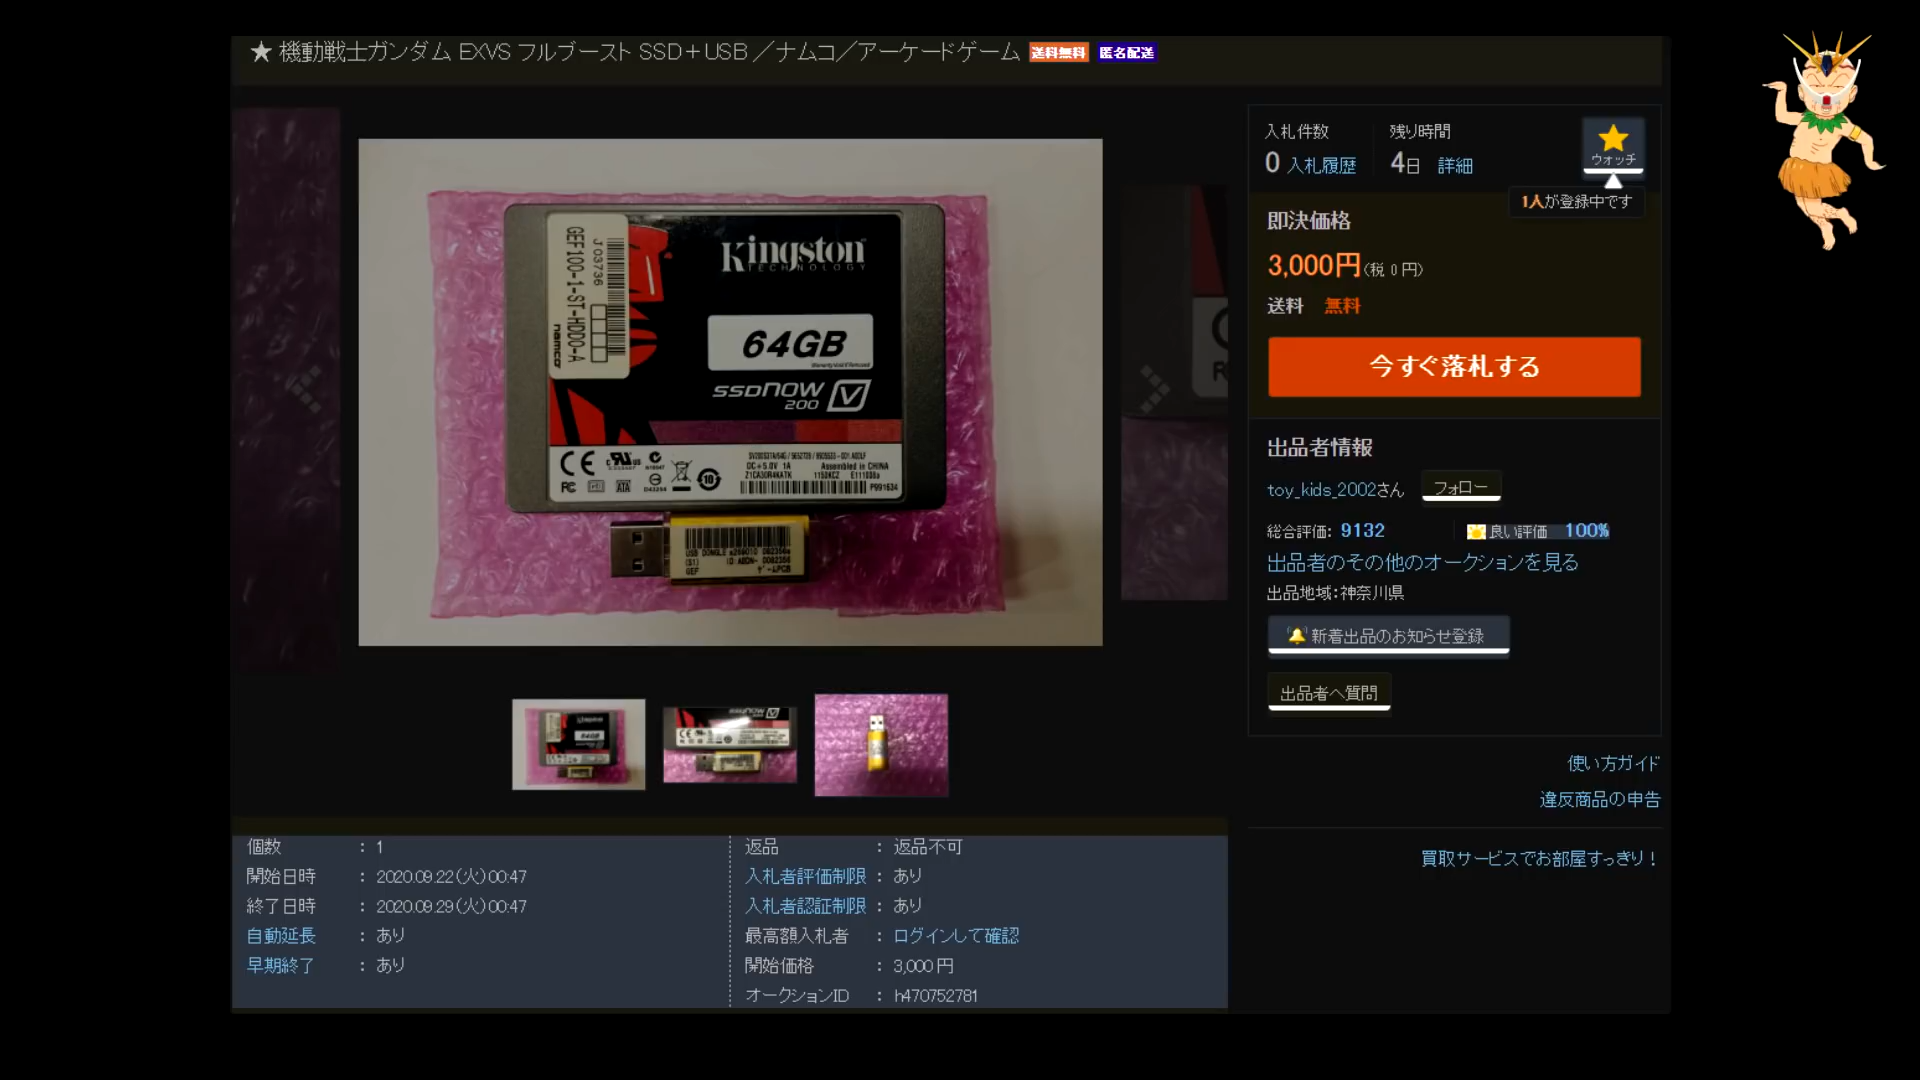 ★ 機動戦士ガンダム EXVS フルブースト SSD+USB/ナムコ/アーケードゲーム 送料無料 匿名配送
入札件数
0 入札履歴
残り時間
4日 詳細
ウォッチ
1人が登録中です
即決価格
3,000円(税 0 円)
送料 無料
今すぐ落札する
出品者情報
toy_kids_2002さん フォロー
総合評価: 9132
良い評価 100%
出品者のその他のオークションを見る
出品地域:神奈川県
新着出品のお知らせ登録
出品者へ質問
使い方ガイド
違反商品の申告
買取サービスでお部屋すっきり!
Kingston
TECHNOLOGY
64GB
SSDNOW
200 V
J 03736
GEF100-1-ST-HDD0-A
namco
DC+5.0V 1A
Assembled in CHINA
P991634
USB DONGLE
GEF
個数 : 1
開始日時 : 2020.09.22(火)00:47
終了日時 : 2020.09.29(火)00:47
自動延長 : あり
早期終了 : あり
返品 : 返品不可
入札者評価制限 : あり
入札者認証制限 : あり
最高額入札者 : ログインして確認
開始価格 : 3,000 円
オークションID : h470752781